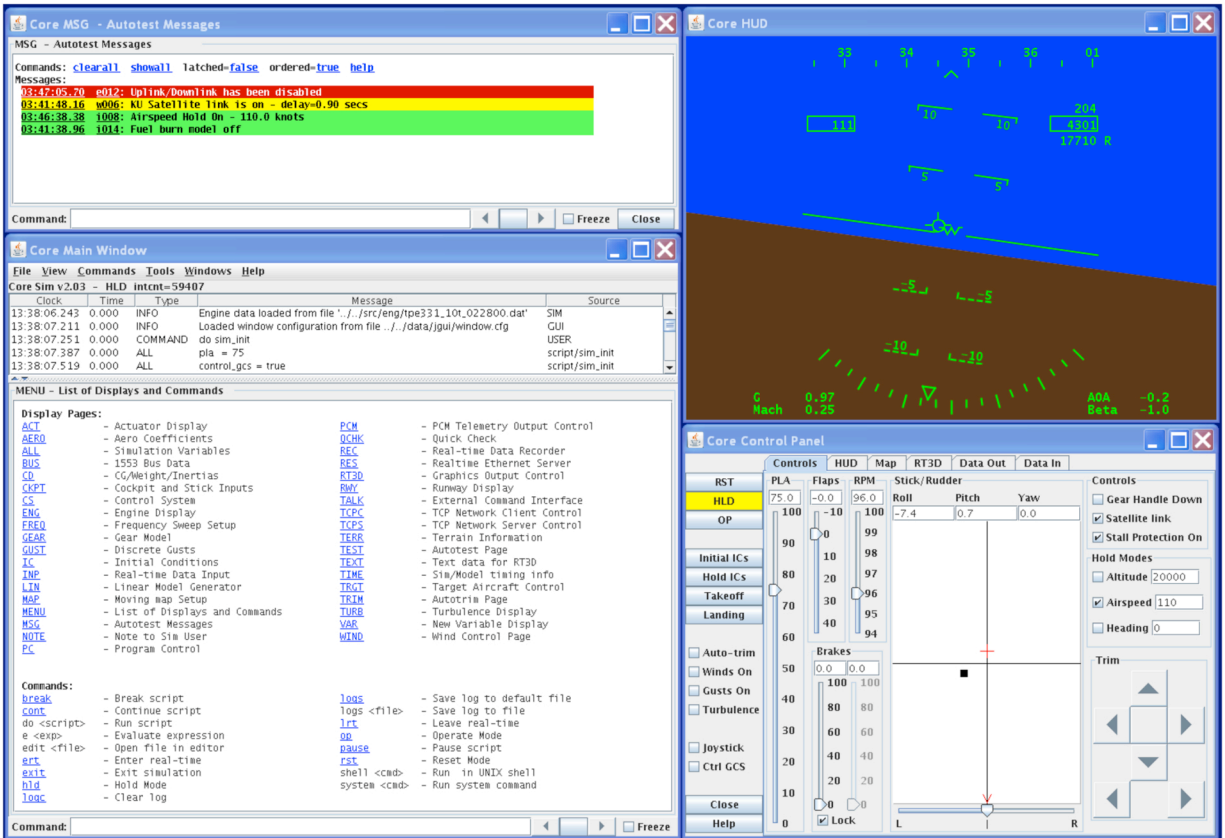 Core MSG - Autotest Messages
MSG - Autotest Messages
Commands: clearall showall latched=false ordered=true help
Messages:
03:47:05.70 e012: Uplink/Downlink has been disabled
03:41:48.16 w006: KU Satellite link is on - delay=0.90 secs
03:46:38.38 i008: Airspeed Hold On - 110.0 knots
03:41:38.96 i014: Fuel burn model off
Command: Freeze Close
Core Main Window
File View Commands Tools Windows Help
Core Sim v2.03 - HLD intcnt=59407
Clock Time Type Message Source
13:38:06.243 0.000 INFO Engine data loaded from file '../../src/eng/tpe331_10t_022800.dat' SIM
13:38:07.211 0.000 INFO Loaded window configuration from file ../../data/jgui/window.cfg GUI
13:38:07.251 0.000 COMMAND do sim_init USER
13:38:07.387 0.000 ALL pla = 75 script/sim_init
13:38:07.519 0.000 ALL control_gcs = true script/sim_init
MENU - List of Displays and Commands
Display Pages:
ACT - Actuator Display PCM - PCM Telemetry Output Control
AERO - Aero Coefficients QCHK - Quick Check
ALL - Simulation Variables REC - Real-time Data Recorder
BUS - 1553 Bus Data RES - Realtime Ethernet Server
CD - CG/Weight/Inertias RT3D - Graphics Output Control
CKPT - Cockpit and Stick Inputs RWY - Runway Display
CS - Control System TALK - External Command Interface
ENG - Engine Display TCPC - TCP Network Client Control
FREQ - Frequency Sweep Setup TCPS - TCP Network Server Control
GEAR - Gear Model TERR - Terrain Information
GUST - Discrete Gusts TEST - Autotest Page
IC - Initial Conditions TEXT - Text data for RT3D
INP - Real-time Data Input TIME - Sim/Model timing info
LIN - Linear Model Generator TRGT - Target Aircraft Control
MAP - Moving map Setup TRIM - Autotrim Page
MENU - List of Displays and Commands TURB - Turbulence Display
MSG - Autotest Messages VAR - New Variable Display
NOTE - Note to Sim User WIND - Wind Control Page
PC - Program Control
Commands:
break - Break script logs - Save log to default file
cont - Continue script logs <file> - Save log to file
do <script> - Run script lrt - Leave real-time
e <exp> - Evaluate expression op - Operate Mode
edit <file> - Open file in editor pause - Pause script
ert - Enter real-time rst - Reset Mode
exit - Exit simulation shell <cmd> - Run in UNIX shell
hld - Hold Mode system <cmd> - Run system command
logc - Clear log
Command: Freeze
Core HUD
33 34 35 36 01
10 10
204
111 4301
17710 R
5 5
-5 -5
-10 -10
G 0.97 AOA -0.2
Mach 0.25 Beta -1.0
Core Control Panel
Controls HUD Map RT3D Data Out Data In
RST
HLD
OP
Initial ICs
Hold ICs
Takeoff
Landing
Auto-trim
Winds On
Gusts On
Turbulence
Joystick
Ctrl GCS
Close
Help
PLA
75.0
100
90
80
70
60
50
40
30
20
10
0
Flaps
-0.0
-10
0
10
20
30
40
RPM
96.0
100
99
98
97
96
95
94
Brakes
0.0 0.0
100 100
80 80
60 60
40 40
20 20
0 0
Lock
Stick/Rudder
Roll Pitch Yaw
-7.4 0.7 0.0
L R
Controls
Gear Handle Down
Satellite link
Stall Protection On
Hold Modes
Altitude 20000
Airspeed 110
Heading 0
Trim